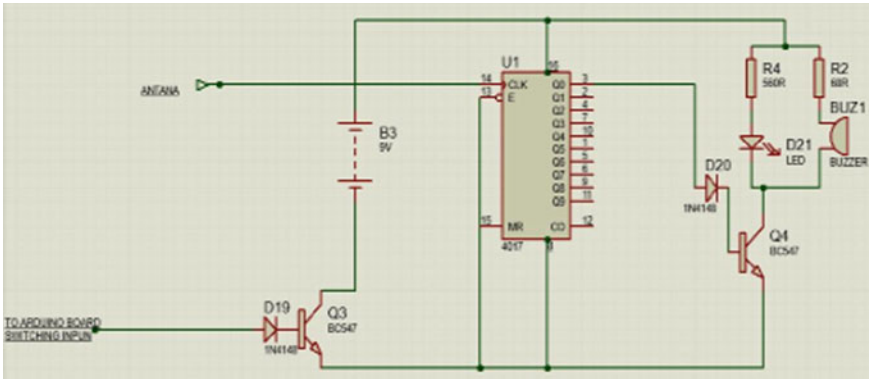 U1
16
ANTANA
14
CLK
Q0
3
13
E
Q1
2
Q2
4
Q3
7
Q4
10
Q5
1
Q6
5
Q7
6
Q8
9
Q9
11
15
MR
CO
12
4017
8
B3
9V
R4
560R
R2
68R
BUZ1
D21
LED
BUZZER
D20
1N4148
Q4
BC547
D19
1N4148
Q3
BC547
TO ARDUINO BOARD
SWITCHING INPUN